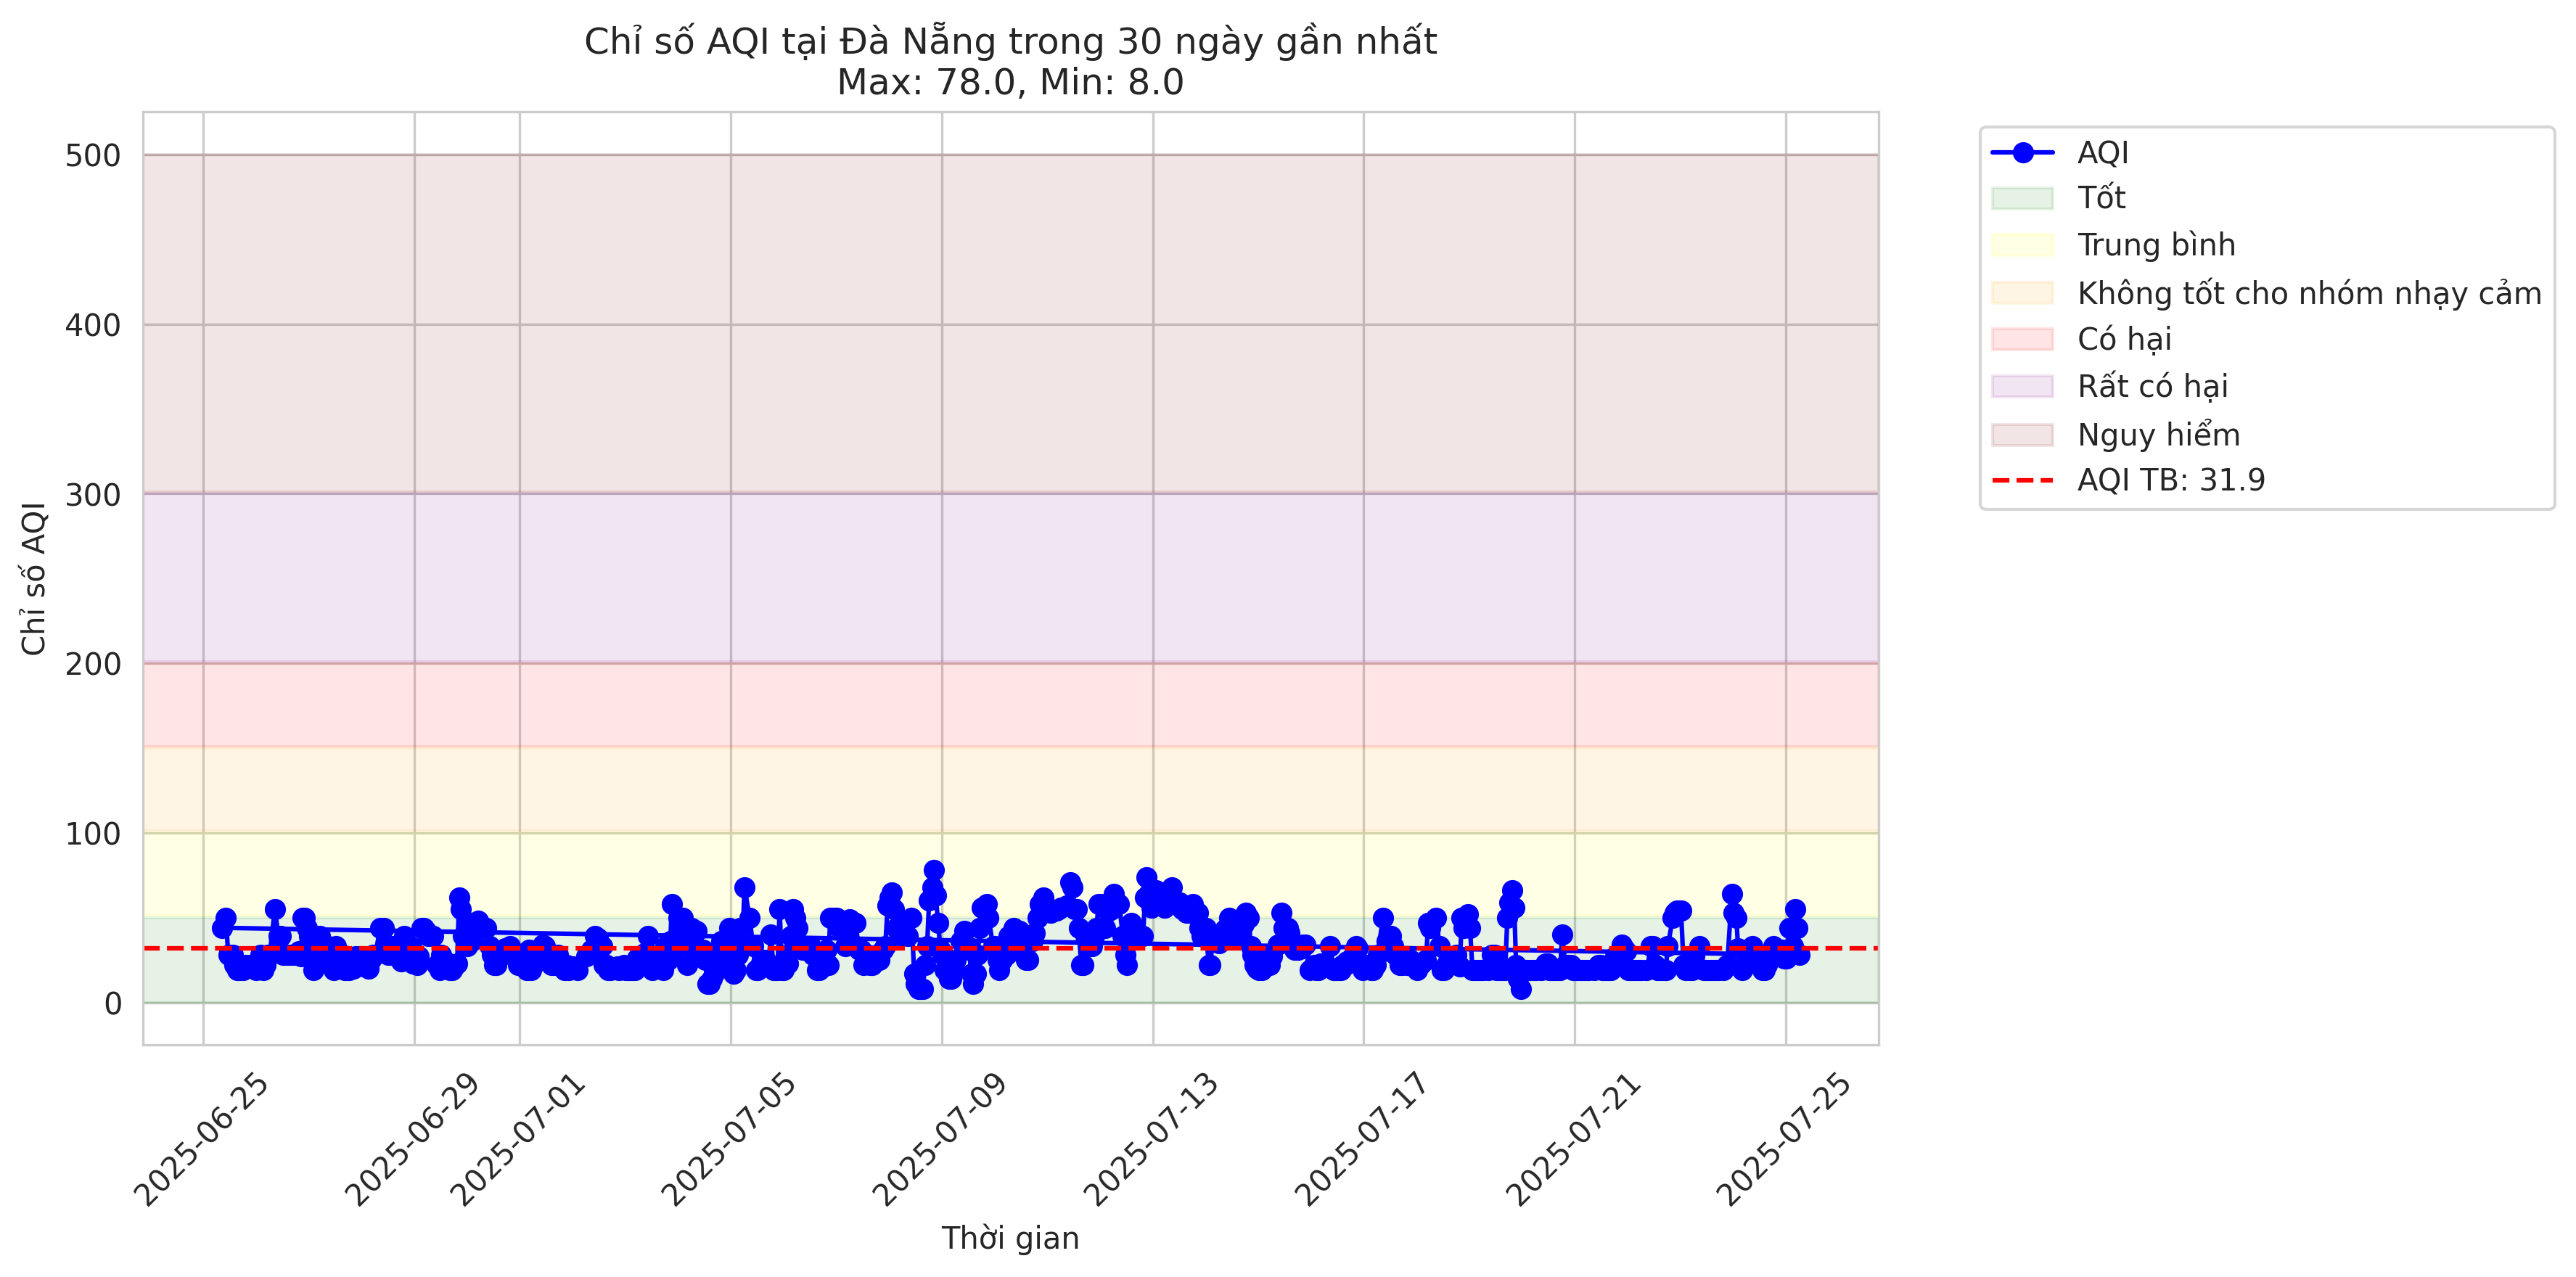 Chỉ số AQI tại Đà Nẵng trong 30 ngày gần nhất
Max: 78.0, Min: 8.0
Chỉ số AQI
500
400
300
200
100
0
2025-06-25
2025-06-29
2025-07-01
2025-07-05
2025-07-09
2025-07-13
2025-07-17
2025-07-21
2025-07-25
Thời gian
AQI
Tốt
Trung bình
Không tốt cho nhóm nhạy cảm
Có hại
Rất có hại
Nguy hiểm
AQI TB: 31.9